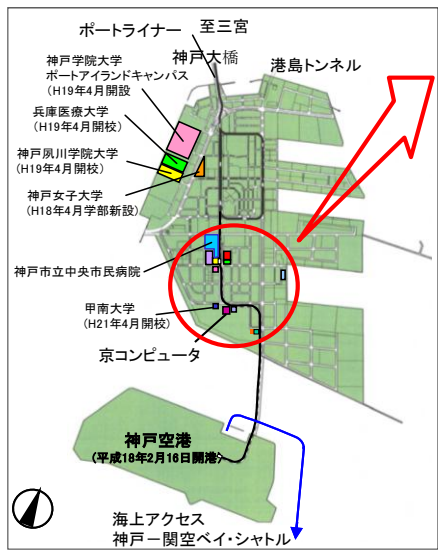 ポートライナー
至三宮
神戸大橋
港島トンネル
神戸学院大学
ポートアイランドキャンパス
(H19年4月開設
兵庫医療大学
(H19年4月開校)
神戸夙川学院大学
(H19年4月開校)
神戸女子大学
(H18年4月学部新設)
神戸市立中央市民病院
甲南大学
(H21年4月開校)
京コンピュータ
神戸空港
(平成18年2月16日開港)
海上アクセス
神戸－関空ベイ・シャトル